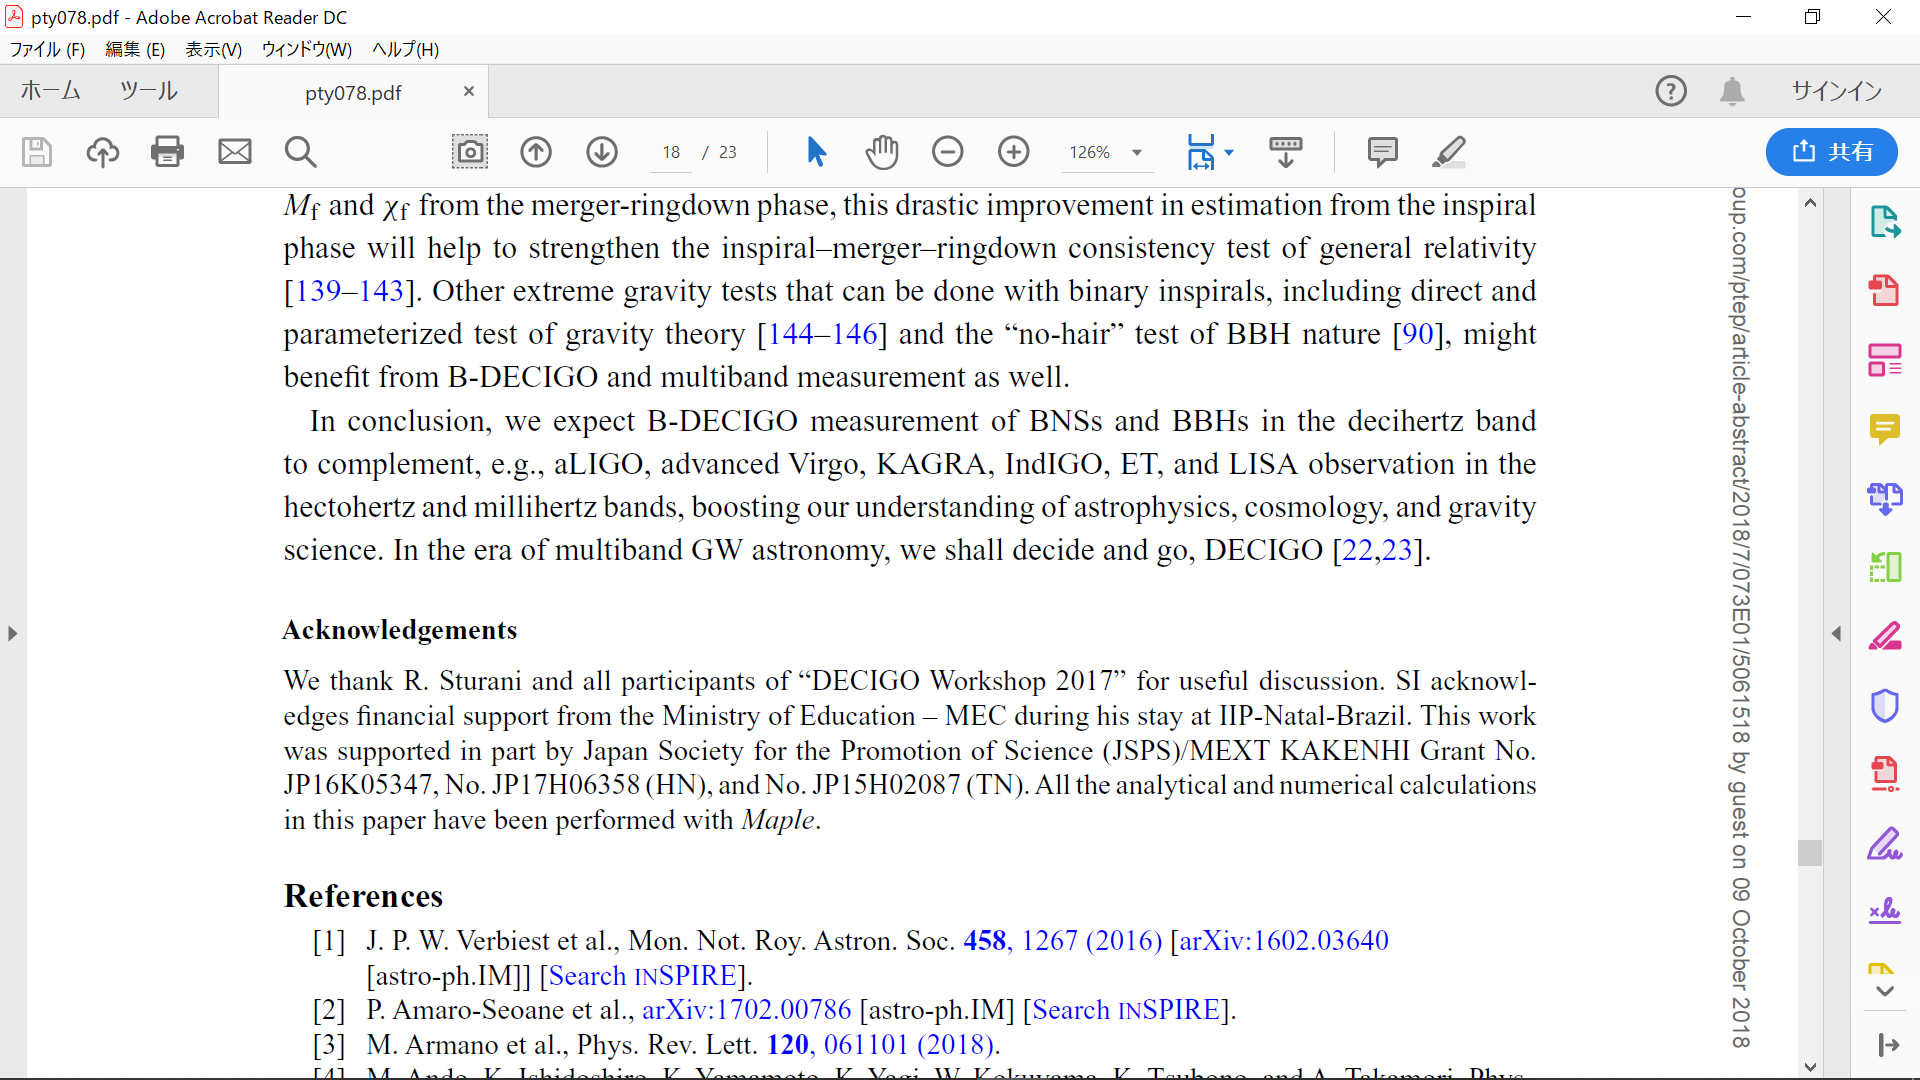 pty078.pdf - Adobe Acrobat Reader DC
ファイル (F) 編集 (E) 表示(V) ウィンドウ(W) ヘルプ(H)
ホーム ツール pty078.pdf × サインイン
18 / 23 126% 共有
M_f and χ_f from the merger-ringdown phase, this drastic improvement in estimation from the inspiral
phase will help to strengthen the inspiral–merger–ringdown consistency test of general relativity
[139–143]. Other extreme gravity tests that can be done with binary inspirals, including direct and
parameterized test of gravity theory [144–146] and the “no-hair” test of BBH nature [90], might
benefit from B-DECIGO and multiband measurement as well.
In conclusion, we expect B-DECIGO measurement of BNSs and BBHs in the decihertz band
to complement, e.g., aLIGO, advanced Virgo, KAGRA, IndIGO, ET, and LISA observation in the
hectohertz and millihertz bands, boosting our understanding of astrophysics, cosmology, and gravity
science. In the era of multiband GW astronomy, we shall decide and go, DECIGO [22,23].
Acknowledgements
We thank R. Sturani and all participants of “DECIGO Workshop 2017” for useful discussion. SI acknowl-
edges financial support from the Ministry of Education – MEC during his stay at IIP-Natal-Brazil. This work
was supported in part by Japan Society for the Promotion of Science (JSPS)/MEXT KAKENHI Grant No.
JP16K05347, No. JP17H06358 (HN), and No. JP15H02087 (TN). All the analytical and numerical calculations
in this paper have been performed with Maple.
References
[1] J. P. W. Verbiest et al., Mon. Not. Roy. Astron. Soc. 458, 1267 (2016) [arXiv:1602.03640
[astro-ph.IM]] [Search INSPIRE].
[2] P. Amaro-Seoane et al., arXiv:1702.00786 [astro-ph.IM] [Search INSPIRE].
[3] M. Armano et al., Phys. Rev. Lett. 120, 061101 (2018).
[4] M. Ando, K. Ishidoshiro, K. Yamamoto, K. Yagi, W. Kokuyama, K. Tsubono, and A. Takamori, Phys.
oup.com/ptep/article-abstract/2018/7/073E01/5061518 by guest on 09 October 2018